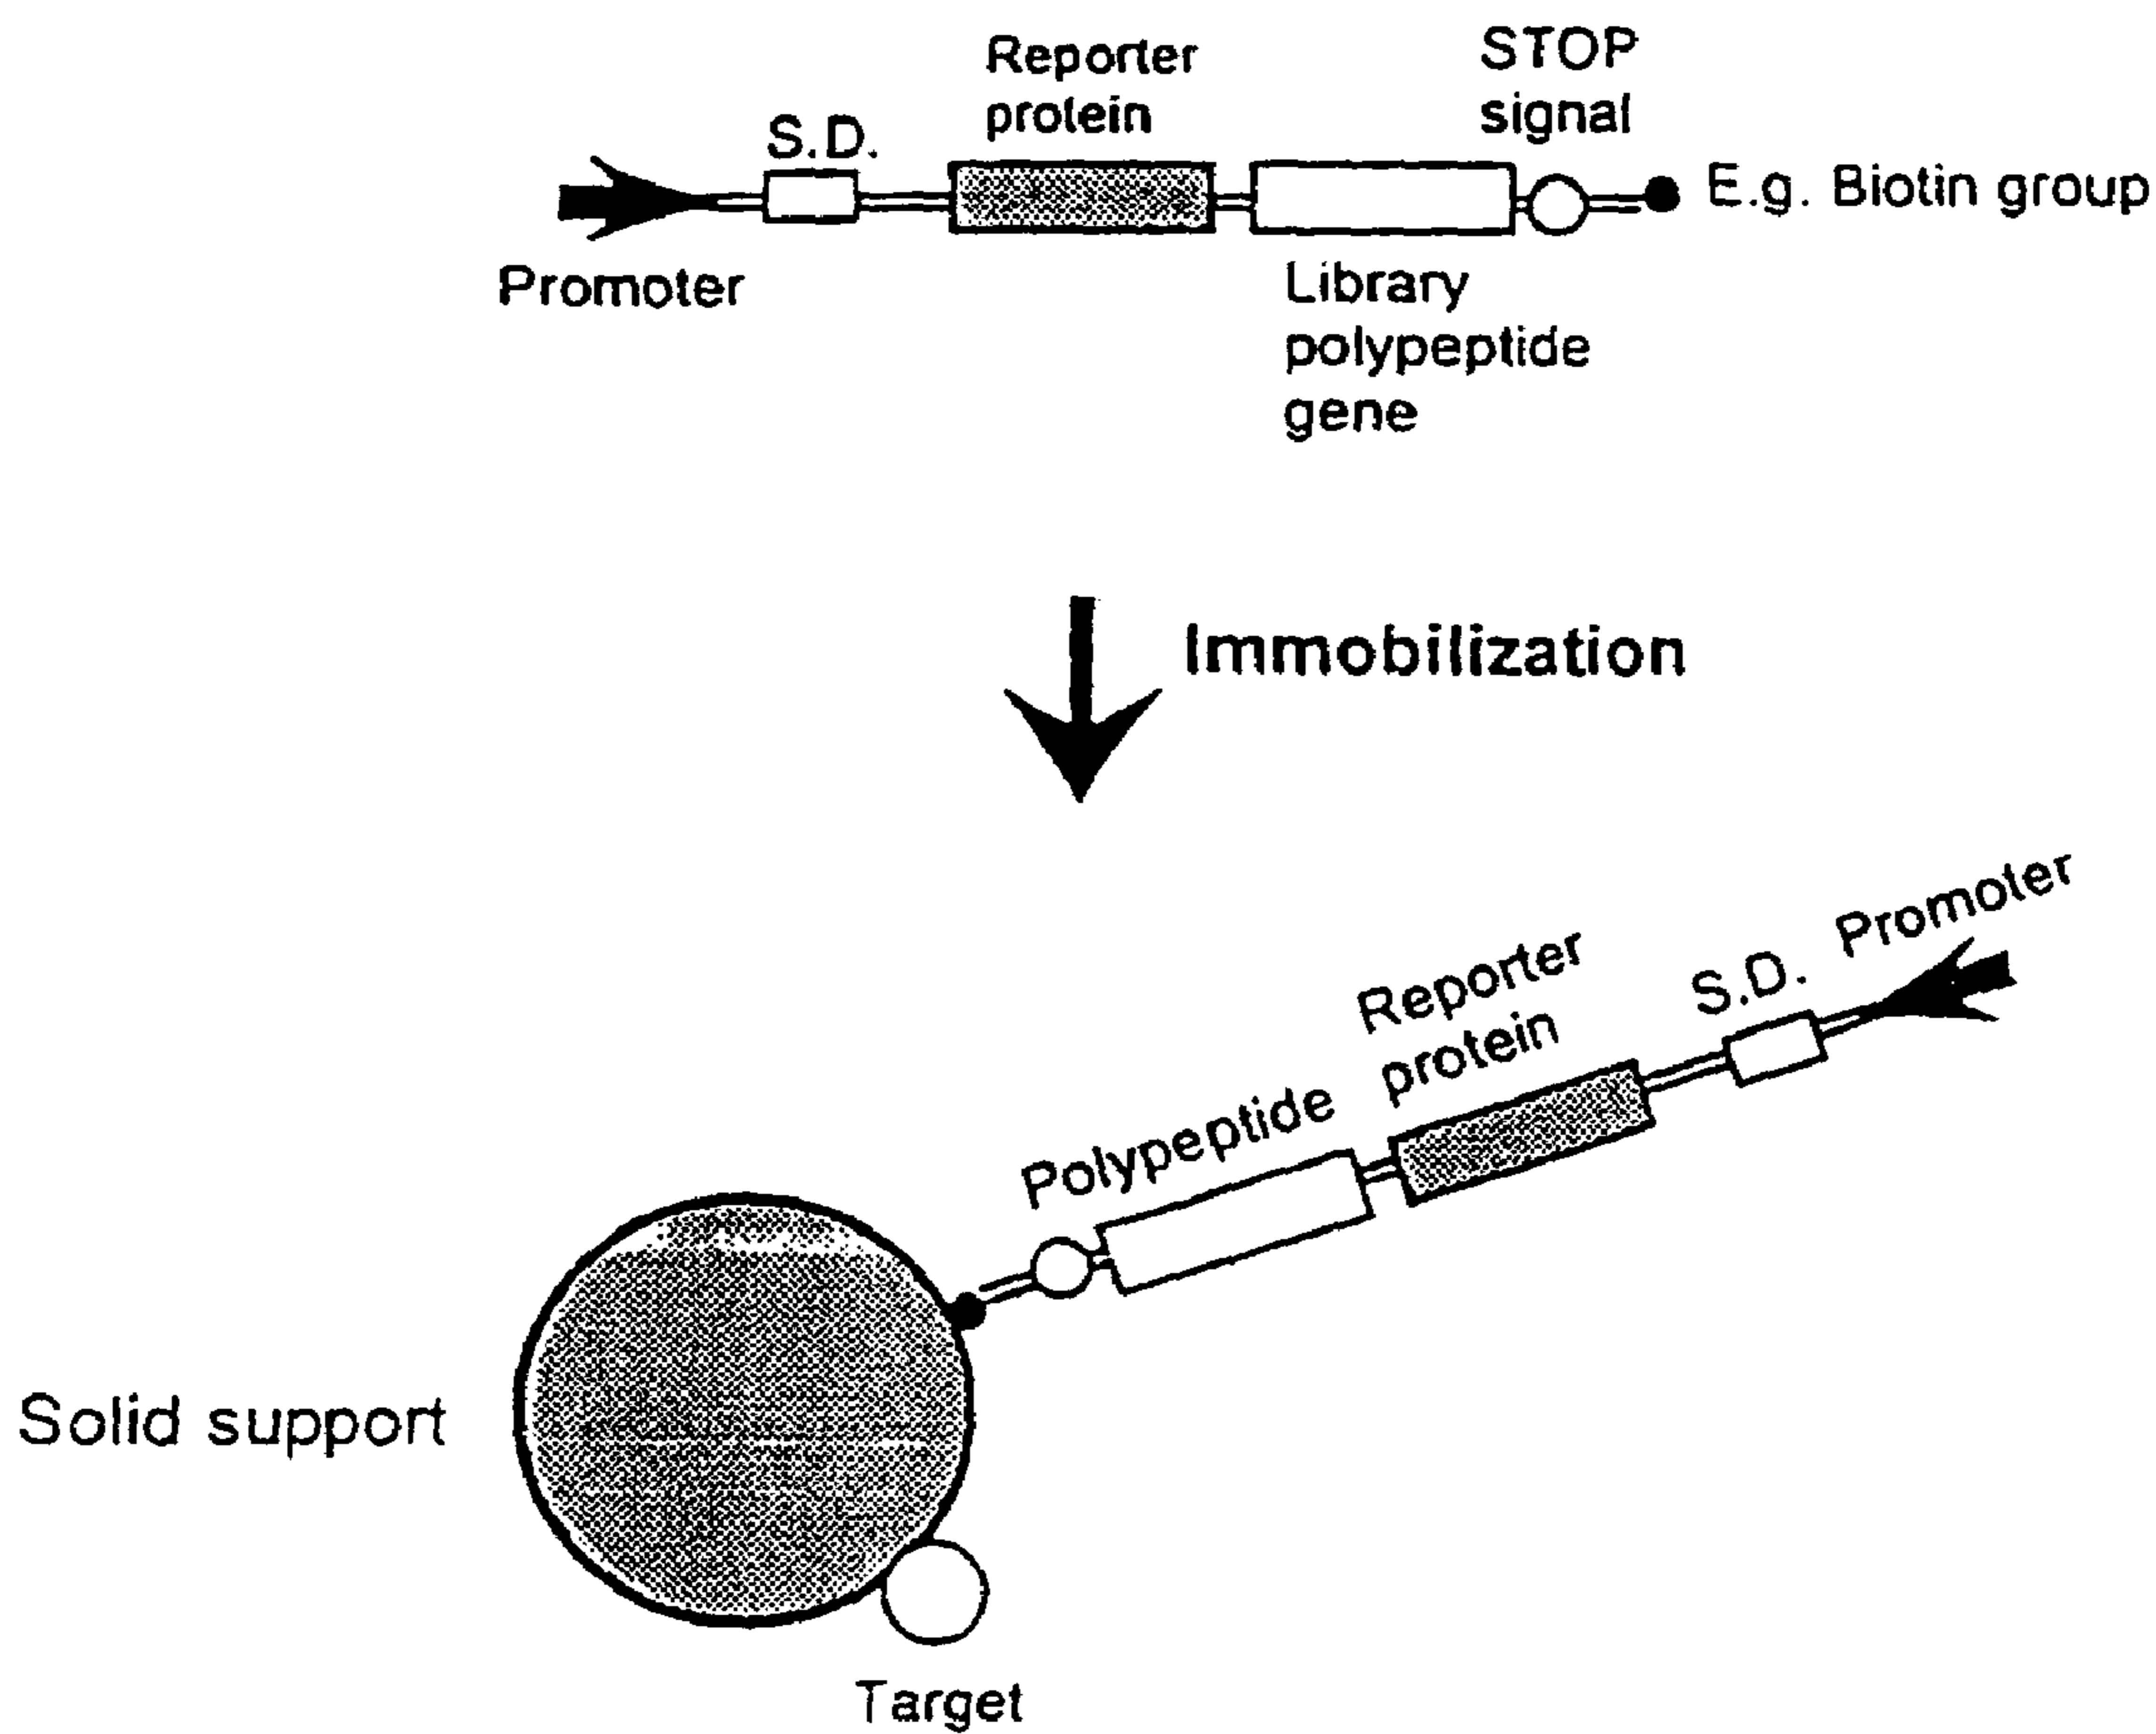 Reporter
protein
STOP
signal
S.D.
E.g. Biotin group
Promoter
Library
polypeptide
gene
Immobilization
Promoter
S.D.
Reporter
protein
Polypeptide
Solid support
Target